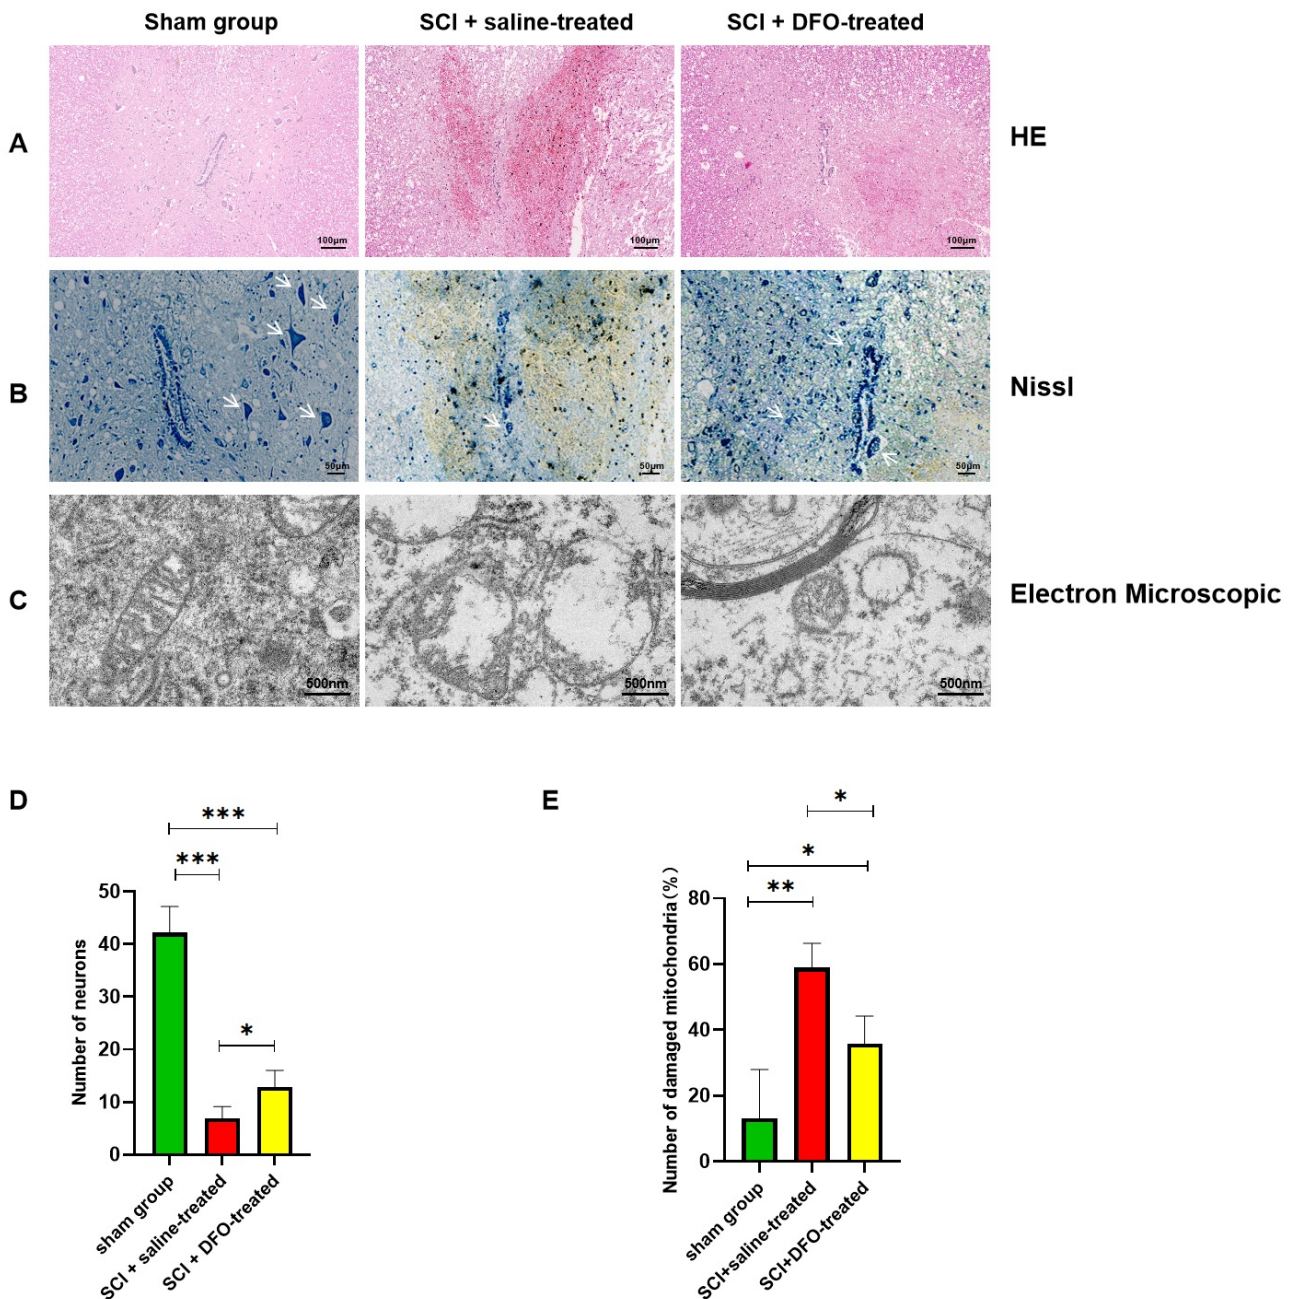 Sham group
SCI + saline-treated
SCI + DFO-treated
A
HE
100μm
100μm
100μm
B
Nissl
50μm
50μm
50μm
C
Electron Microscopic
500nm
500nm
500nm
D
***
***
*
Number of neurons
50
40
30
20
10
0
sham group
SCI + saline-treated
SCI + DFO-treated
E
*
*
**
Number of damaged mitochondria(%)
80
60
40
20
0
sham group
SCI+saline-treated
SCI+DFO-treated